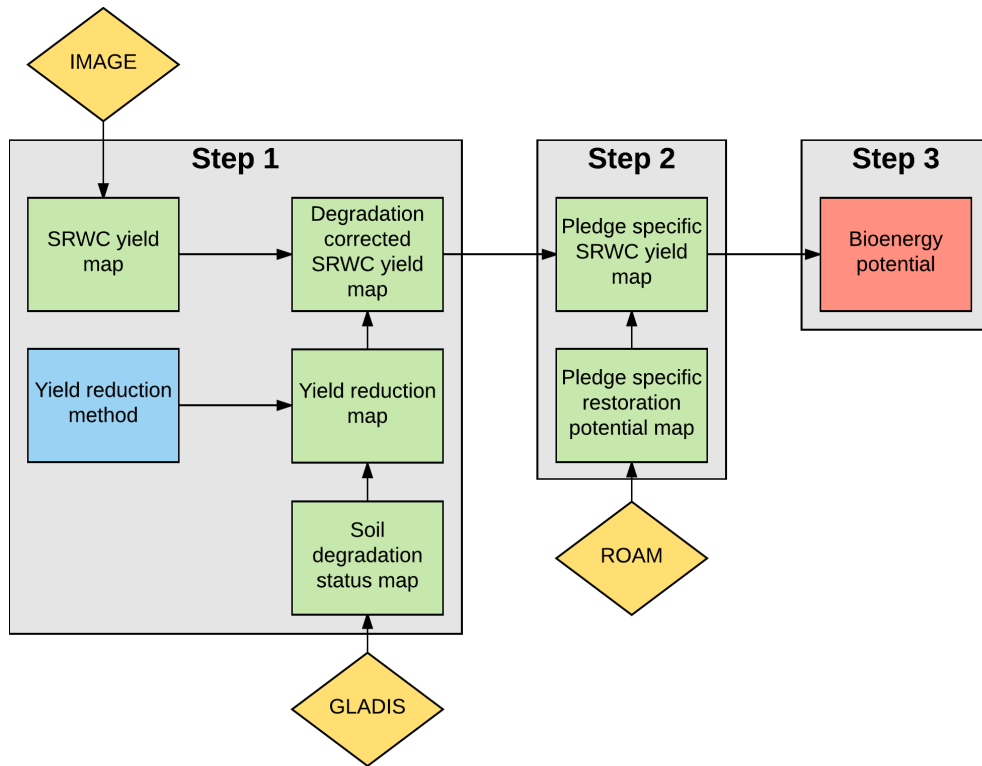 IMAGE
Step 1
SRWC yield
map
Degradation
corrected
SRWC yield
map
Yield reduction
method
Yield reduction
map
Soil
degradation
status map
GLADIS
Step 2
Pledge specific
SRWC yield
map
Pledge specific
restoration
potential map
ROAM
Step 3
Bioenergy
potential